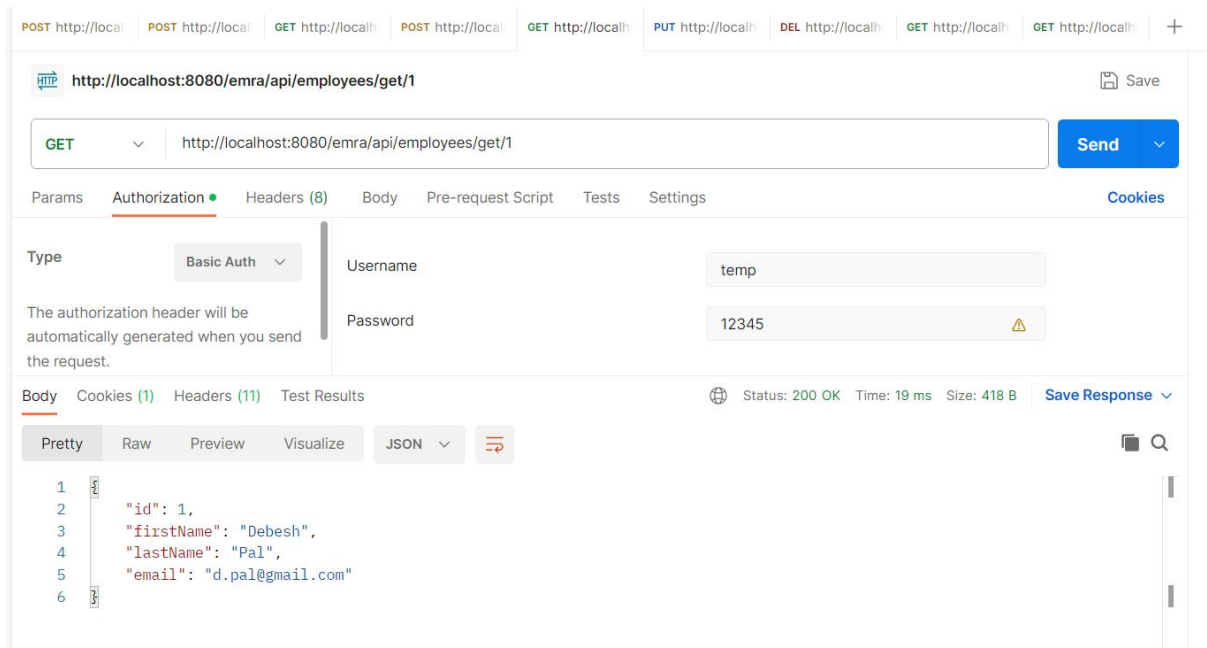 POST http://local POST http://local GET http://localh POST http://local GET http://localh PUT http://localh DEL http://localh GET http://localh GET http://localh +
HTTP http://localhost:8080/emra/api/employees/get/1 Save
GET http://localhost:8080/emra/api/employees/get/1 Send
Params Authorization Headers (8) Body Pre-request Script Tests Settings Cookies
Type Basic Auth Username temp
The authorization header will be
automatically generated when you send
the request.
Password 12345
Body Cookies (1) Headers (11) Test Results Status: 200 OK Time: 19 ms Size: 418 B Save Response
Pretty Raw Preview Visualize JSON
1 {
2 "id": 1,
3 "firstName": "Debesh",
4 "lastName": "Pal",
5 "email": "d.pal@gmail.com"
6 }